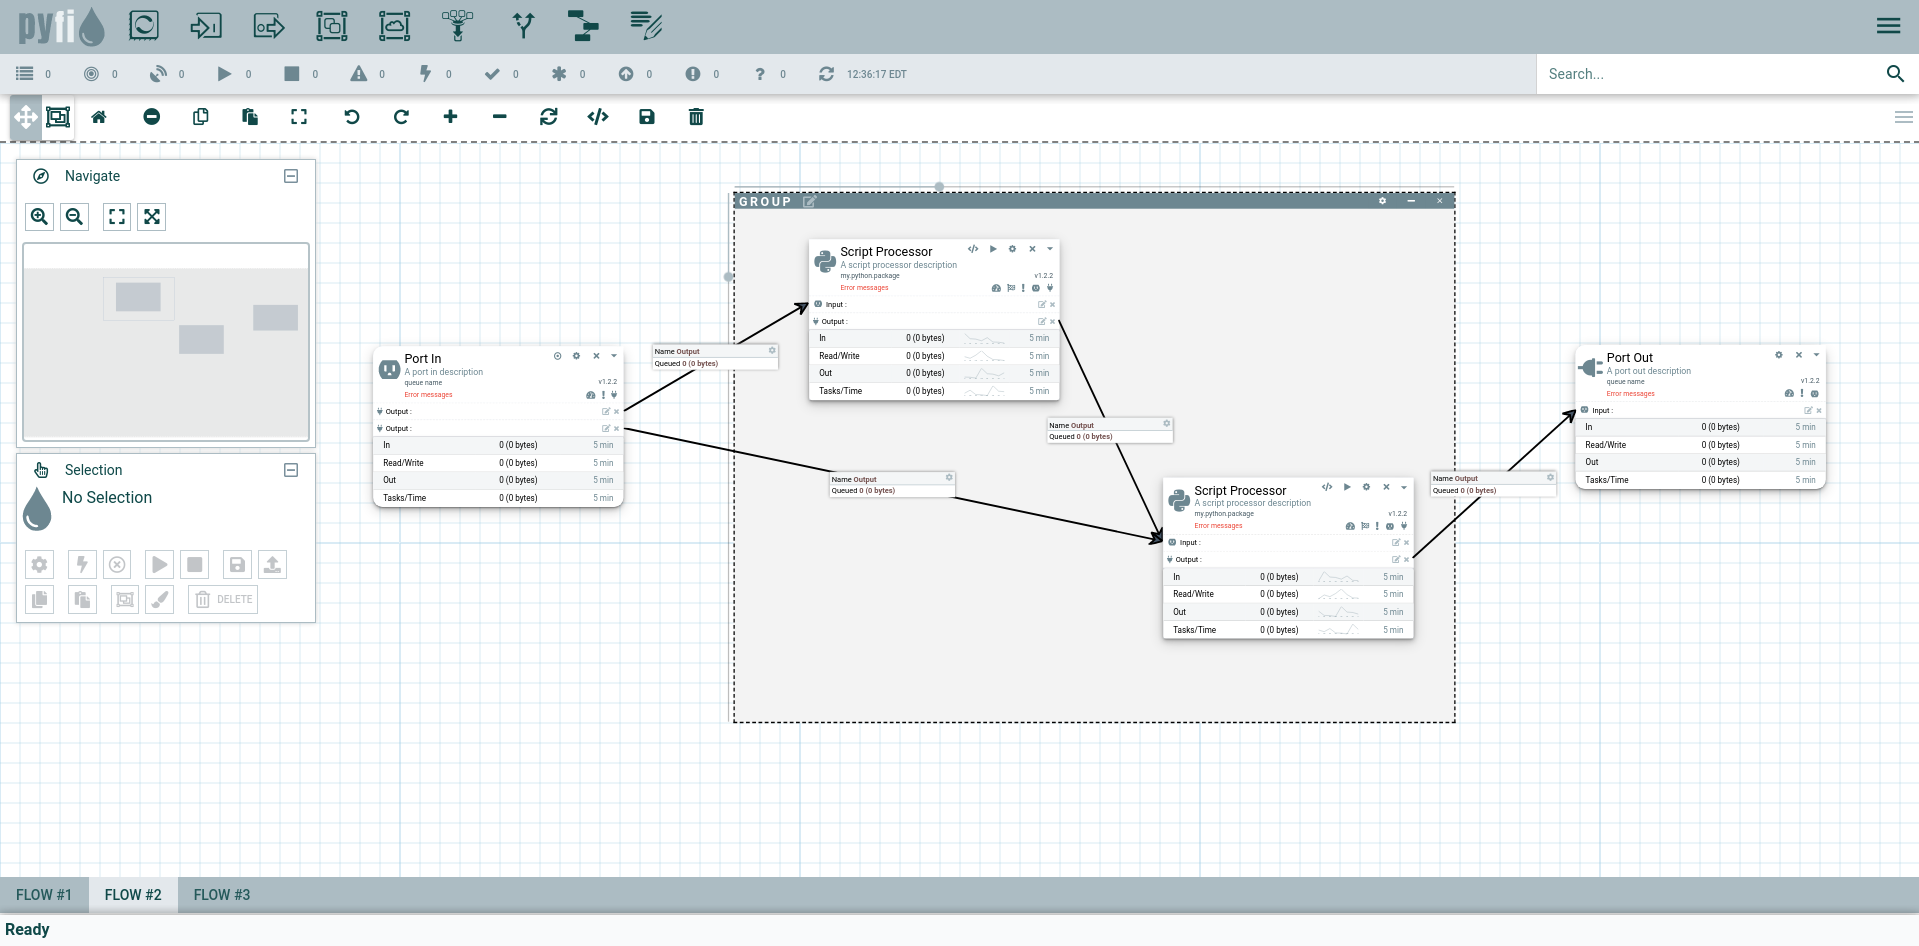 pyfi
0 0 0 0 0 0 0 0 0 0 0 0 12:36:17 EDT
Search...
Navigate
Selection
No Selection
DELETE
GROUP
Script Processor
A script processor description
my.python.package
v1.2.2
Error messages
Input :
Output :
In 0 (0 bytes) 5 min
Read/Write 0 (0 bytes) 5 min
Out 0 (0 bytes) 5 min
Tasks/Time 0 (0 bytes) 5 min
Port In
A port in description
queue name
v1.2.2
Error messages
Output :
Output :
In 0 (0 bytes) 5 min
Read/Write 0 (0 bytes) 5 min
Out 0 (0 bytes) 5 min
Tasks/Time 0 (0 bytes) 5 min
Name Output
Queued 0 (0 bytes)
Name Output
Queued 0 (0 bytes)
Name Output
Queued 0 (0 bytes)
Script Processor
A script processor description
my.python.package
v1.2.2
Error messages
Input :
Output :
In 0 (0 bytes) 5 min
Read/Write 0 (0 bytes) 5 min
Out 0 (0 bytes) 5 min
Tasks/Time 0 (0 bytes) 5 min
Name Output
Queued 0 (0 bytes)
Port Out
A port out description
queue name
v1.2.2
Error messages
Input :
In 0 (0 bytes) 5 min
Read/Write 0 (0 bytes) 5 min
Out 0 (0 bytes) 5 min
Tasks/Time 0 (0 bytes) 5 min
FLOW #1 FLOW #2 FLOW #3
Ready